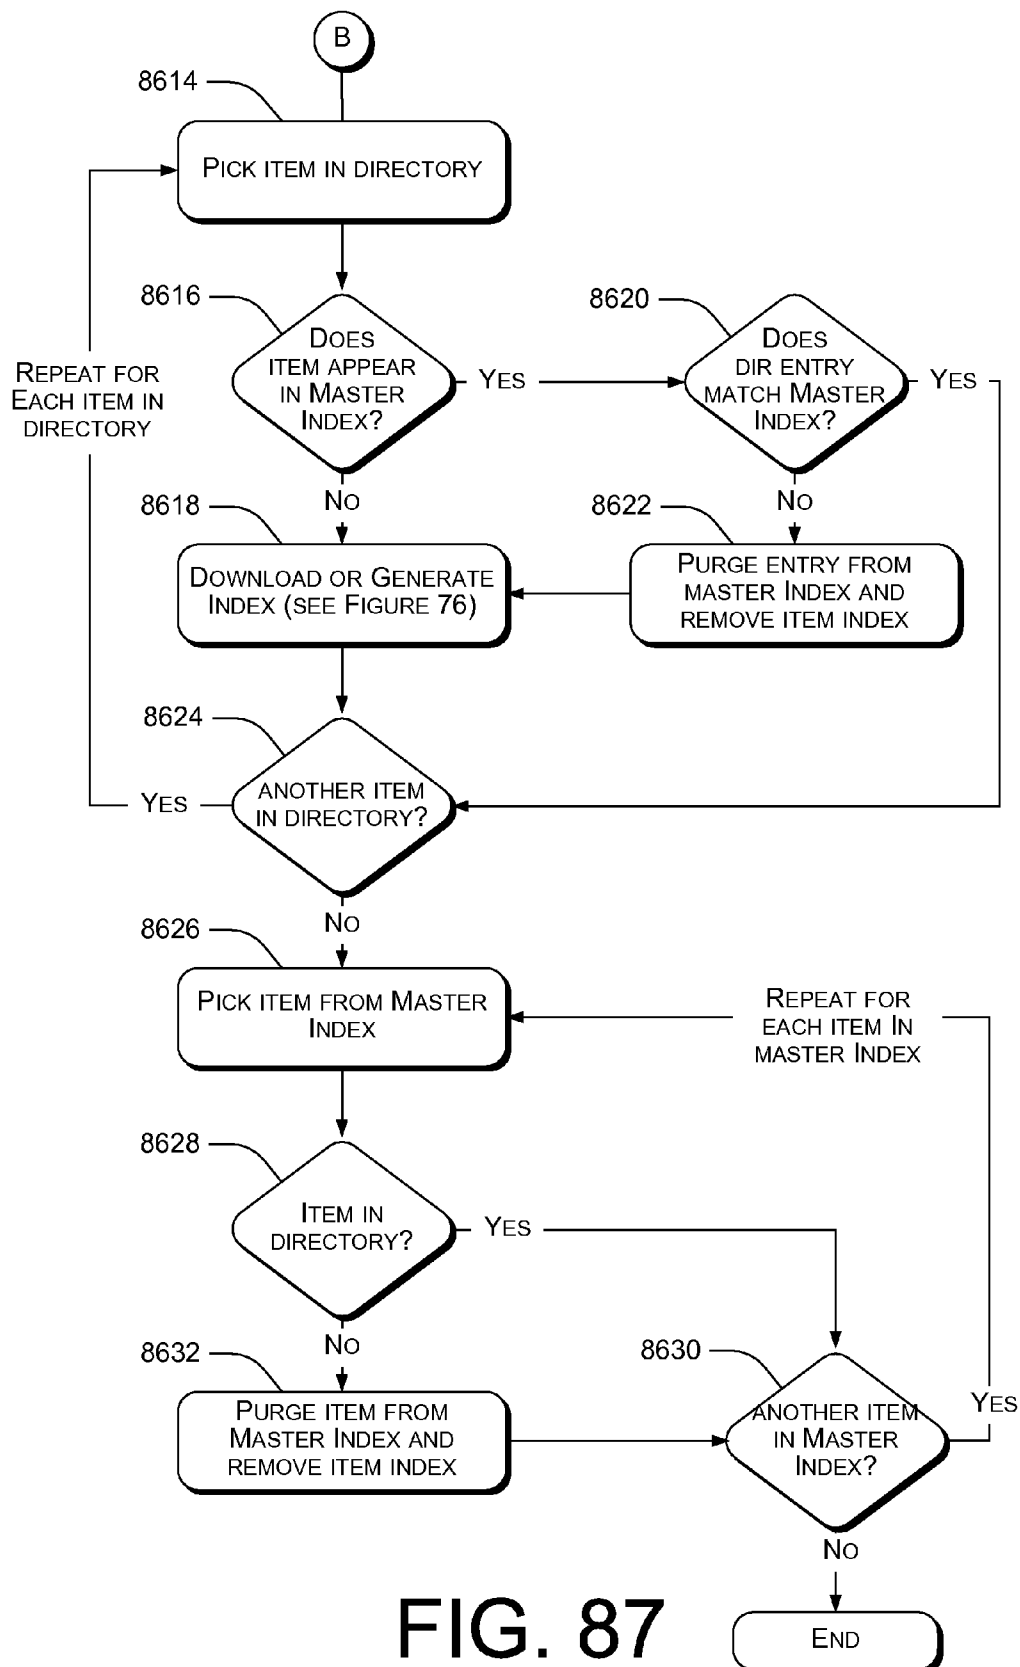 B
8614
PICK ITEM IN DIRECTORY
8616
DOES
ITEM APPEAR
IN MASTER
INDEX?
YES
8620
DOES
DIR ENTRY
MATCH MASTER
INDEX?
YES
REPEAT FOR
EACH ITEM IN
DIRECTORY
NO
NO
8618
DOWNLOAD OR GENERATE
INDEX (SEE FIGURE 76)
8622
PURGE ENTRY FROM
MASTER INDEX AND
REMOVE ITEM INDEX
8624
ANOTHER ITEM
IN DIRECTORY?
YES
NO
8626
PICK ITEM FROM MASTER
INDEX
REPEAT FOR
EACH ITEM IN
MASTER INDEX
8628
ITEM IN
DIRECTORY?
YES
NO
8632
PURGE ITEM FROM
MASTER INDEX AND
REMOVE ITEM INDEX
8630
ANOTHER ITEM
IN MASTER
INDEX?
YES
NO
END
FIG. 87